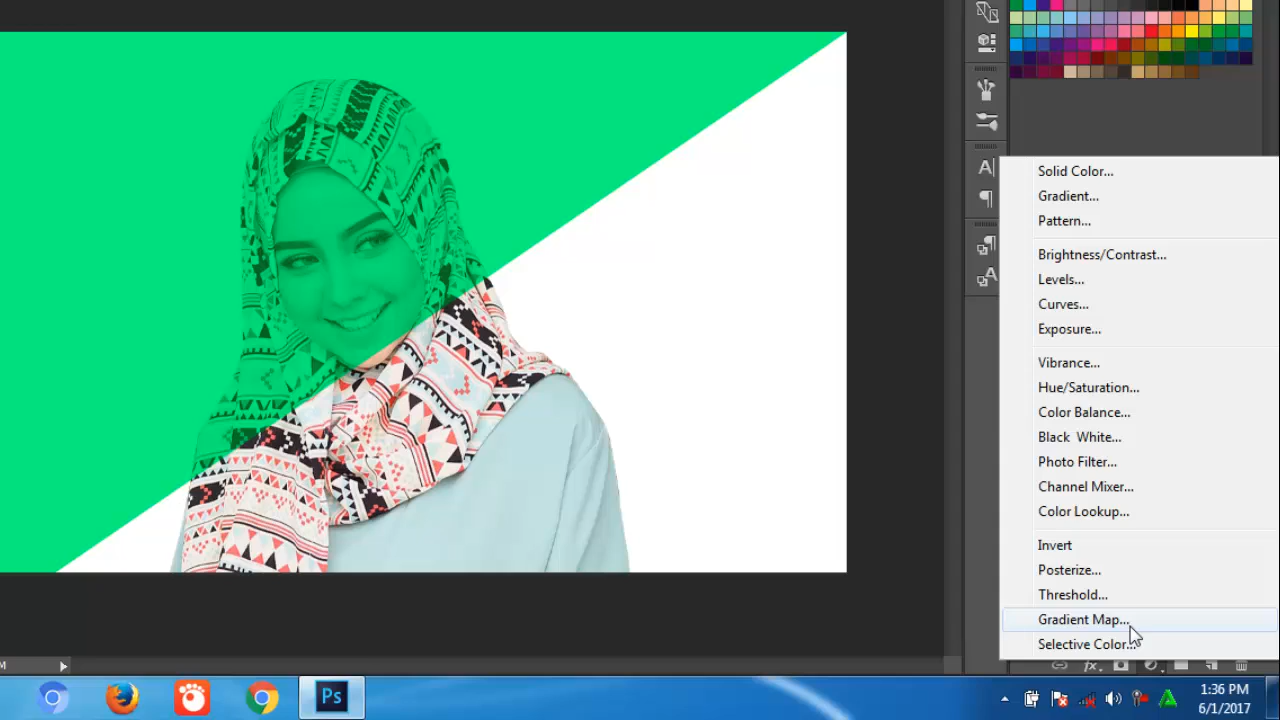 A|
Solid Color...
Gradient...
Pattern...
Brightness/Contrast...
Levels...
Curves...
Exposure...
Vibrance...
Hue/Saturation...
Color Balance...
Black  White...
Photo Filter...
Channel Mixer...
Color Lookup...
Invert
Posterize...
Threshold...
Gradient Map...
Selective Color...
M
fx
Ps
1:36 PM
6/1/2017